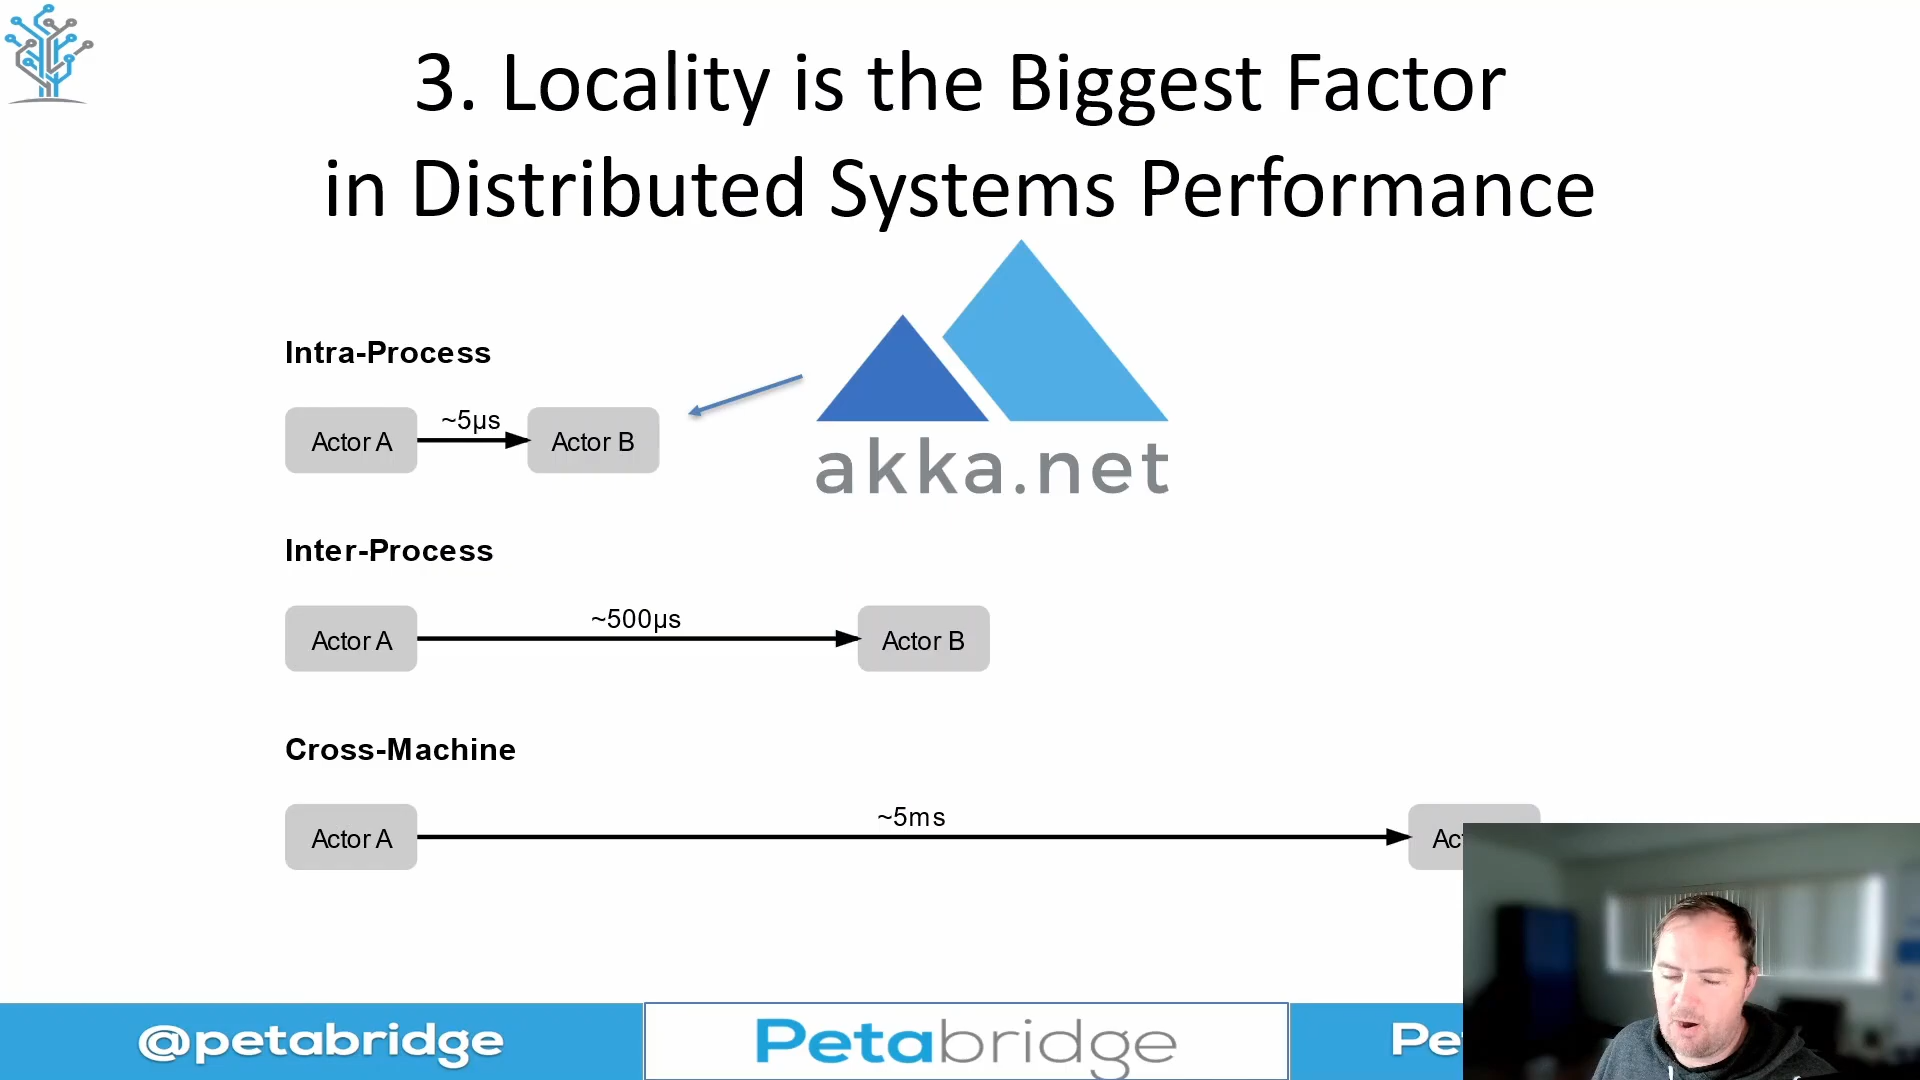 3. Locality is the Biggest Factor
in Distributed Systems Performance
akka.net
Intra-Process
Actor A
~5µs
Actor B
Inter-Process
Actor A
~500µs
Actor B
Cross-Machine
Actor A
~5ms
@petabridge
Petabridge